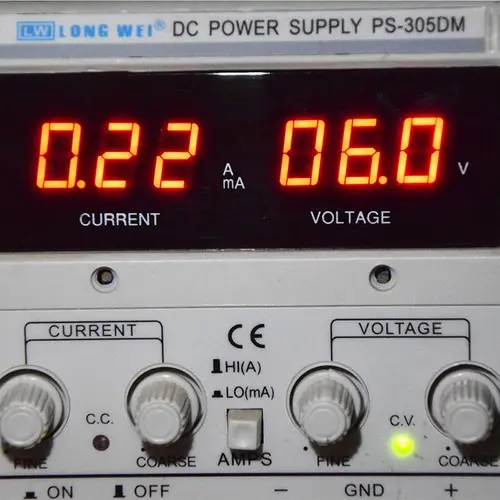 LW LONG WEI® DC POWER SUPPLY PS-305DM
0.22 A mA 06.0 V
CURRENT VOLTAGE
CURRENT CE VOLTAGE
HI(A)
LO(mA)
C.C. C.V.
FINE COARSE AMPS FINE COARSE
ON OFF − GND +